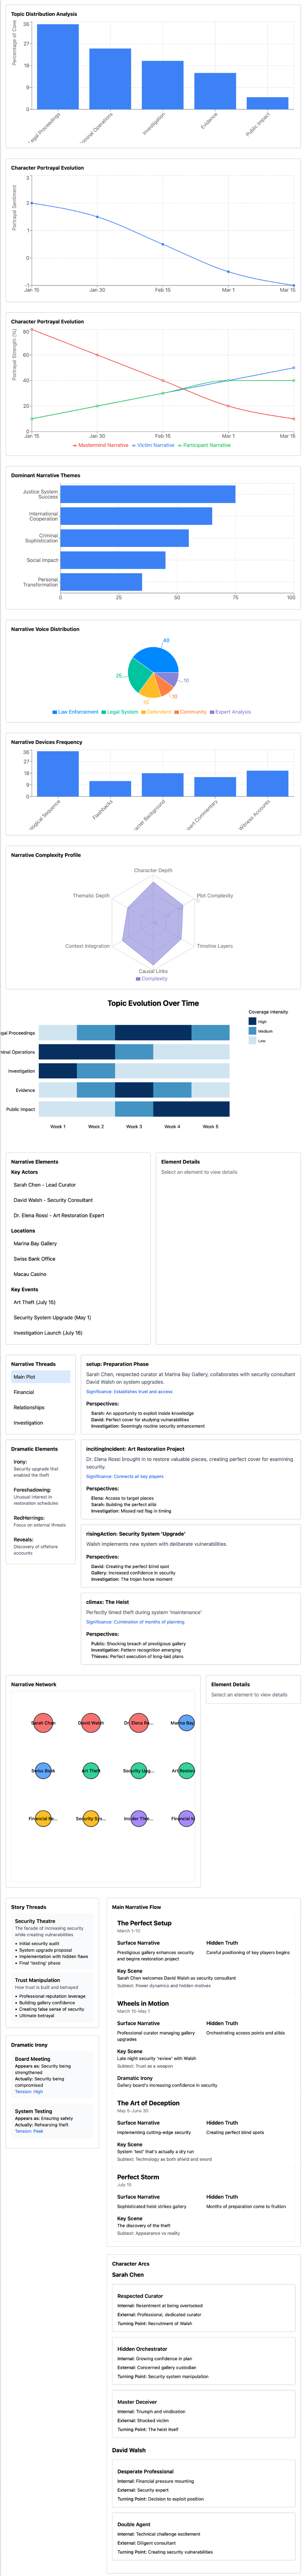 Topic Distribution Analysis
Percentage of Cove
36
27
18
9
0
Legal Proceedings
Criminal Operations
Investigation
Evidence
Public Impact
Character Portrayal Evolution
Portrayal Sentiment
3
2
1
0
-1
Jan 15
Jan 30
Feb 15
Mar 1
Mar 15
Character Portrayal Evolution
Portrayal Strength (%)
80
60
40
20
0
Jan 15
Jan 30
Feb 15
Mar 1
Mar 15
Mastermind Narrative
Victim Narrative
Participant Narrative
Dominant Narrative Themes
Justice System
Success
International
Cooperation
Criminal
Sophistication
Social Impact
Personal
Transformation
0
25
50
75
100
Narrative Voice Distribution
40
25
15
10
10
Law Enforcement
Legal System
Defendant
Community
Expert Analysis
Narrative Devices Frequency
36
27
18
9
0
ological Sequence
Flashbacks
racter Background
pert Commentary
Witness Accounts
Narrative Complexity Profile
Character Depth
Plot Complexity
Timeline Layers
Causal Links
Context Integration
Thematic Depth
Complexity
Topic Evolution Over Time
Coverage Intensity
High
Medium
Low
gal Proceedings
minal Operations
Investigation
Evidence
Public Impact
Week 1
Week 2
Week 3
Week 4
Week 5
Narrative Elements
Key Actors
Sarah Chen - Lead Curator
David Walsh - Security Consultant
Dr. Elena Rossi - Art Restoration Expert
Locations
Marina Bay Gallery
Swiss Bank Office
Macau Casino
Key Events
Art Theft (July 15)
Security System Upgrade (May 1)
Investigation Launch (July 16)
Element Details
Select an element to view details
Narrative Threads
Main Plot
Financial
Relationships
Investigation
Dramatic Elements
Irony:
Security upgrade that
enabled the theft
Foreshadowing:
Unusual interest in
restoration schedules
RedHerrings:
Focus on external threats
Reveals:
Discovery of offshore
accounts
setup: Preparation Phase
Sarah Chen, respected curator at Marina Bay Gallery, collaborates with security consultant
David Walsh on system upgrades.
Significance: Establishes trust and access
Perspectives:
Sarah: An opportunity to exploit inside knowledge
David: Perfect cover for studying vulnerabilities
Investigation: Seemingly routine security enhancement
incitingIncident: Art Restoration Project
Dr. Elena Rossi brought in to restore valuable pieces, creating perfect cover for examining
security.
Significance: Connects all key players
Perspectives:
Elena: Access to target pieces
Sarah: Building the perfect alibi
Investigation: Missed red flag in timing
risingAction: Security System 'Upgrade'
Walsh implements new system with deliberate vulnerabilities.
Perspectives:
David: Creating the perfect blind spot
Gallery: Increased confidence in security
Investigation: The trojan horse moment
climax: The Heist
Perfectly timed theft during system 'maintenance'
Significance: Culmination of months of planning
Perspectives:
Public: Shocking breach of prestigious gallery
Investigation: Pattern recognition emerging
Thieves: Perfect execution of long-laid plans
Narrative Network
Sarah Chen
David Walsh
Dr. Elena Ro...
Marina Bay
Swiss Bank
Art Theft
Security Upg...
Art Restora
Financial Ne...
Security Sys...
Insider Thre...
Financial M
Element Details
Select an element to view details
Story Threads
Security Theatre
The facade of increasing security
while creating vulnerabilities
• Initial security audit
• System upgrade proposal
• Implementation with hidden flaws
• Final 'testing' phase
Trust Manipulation
How trust is built and betrayed
• Professional reputation leverage
• Building gallery confidence
• Creating false sense of security
• Ultimate betrayal
Dramatic Irony
Board Meeting
Appears as: Security being
strengthened
Actually: Security being
compromised
Tension: High
System Testing
Appears as: Ensuring safety
Actually: Rehearsing theft
Tension: Peak
Main Narrative Flow
The Perfect Setup
March 1-10
Surface Narrative
Prestigious gallery enhances security
and begins restoration project
Hidden Truth
Careful positioning of key players begins
Key Scene
Sarah Chen welcomes David Walsh as security consultant
Subtext: Power dynamics and hidden motives
Wheels in Motion
March 15-May 1
Surface Narrative
Professional curator managing gallery
upgrades
Hidden Truth
Orchestrating access points and alibis
Key Scene
Late night security 'review' with Walsh
Subtext: Trust as a weapon
Dramatic Irony
Gallery board's increasing confidence in security
The Art of Deception
May 5-June 30
Surface Narrative
Implementing cutting-edge security
Hidden Truth
Creating perfect blind spots
Key Scene
System 'test' that's actually a dry run
Subtext: Technology as both shield and sword
Perfect Storm
July 15
Surface Narrative
Sophisticated heist strikes gallery
Hidden Truth
Months of preparation come to fruition
Key Scene
The discovery of the theft
Subtext: Appearance vs reality
Character Arcs
Sarah Chen
Respected Curator
Internal: Resentment at being overlooked
External: Professional, dedicated curator
Turning Point: Recruitment of Walsh
Hidden Orchestrator
Internal: Growing confidence in plan
External: Concerned gallery custodian
Turning Point: Security system manipulation
Master Deceiver
Internal: Triumph and vindication
External: Shocked victim
Turning Point: The heist itself
David Walsh
Desperate Professional
Internal: Financial pressure mounting
External: Security expert
Turning Point: Decision to exploit position
Double Agent
Internal: Technical challenge excitement
External: Diligent consultant
Turning Point: Creating security vulnerabilities